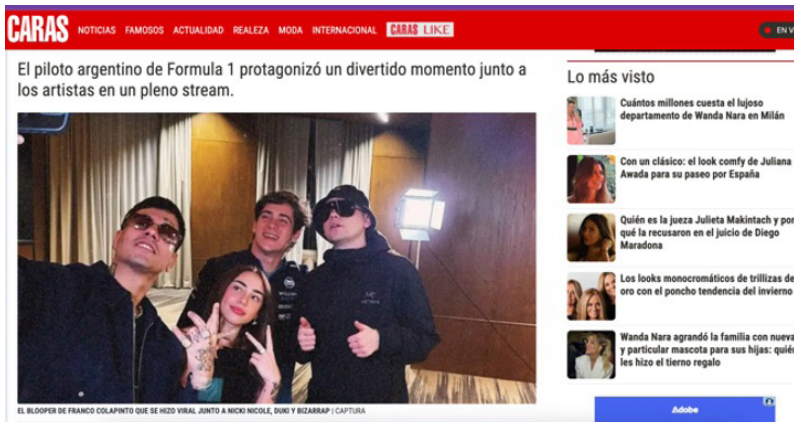 CARAS NOTICIAS FAMOSOS ACTUALIDAD REALEZA MODA INTERNACIONAL CARAS LIKE EN V
El piloto argentino de Formula 1 protagonizó un divertido momento junto a
los artistas en un pleno stream.
EL BLOOPER DE FRANCO COLAPINTO QUE SE HIZO VIRAL JUNTO A NICKI NICOLE, DUKI Y BIZARRAP | CAPTURA
Lo más visto
Cuántos millones cuesta el lujoso
departamento de Wanda Nara en Milán
Con un clásico: el look comfy de Juliana
Awada para su paseo por España
Quién es la jueza Julieta Makintach y por
qué la recusaron en el juicio de Diego
Maradona
Los looks monocromáticos de trillizas de
oro con el poncho tendencia del invierno
Wanda Nara agrandó la familia con nueva
y particular mascota para sus hijas: quién
les hizo el tierno regalo
Adobe